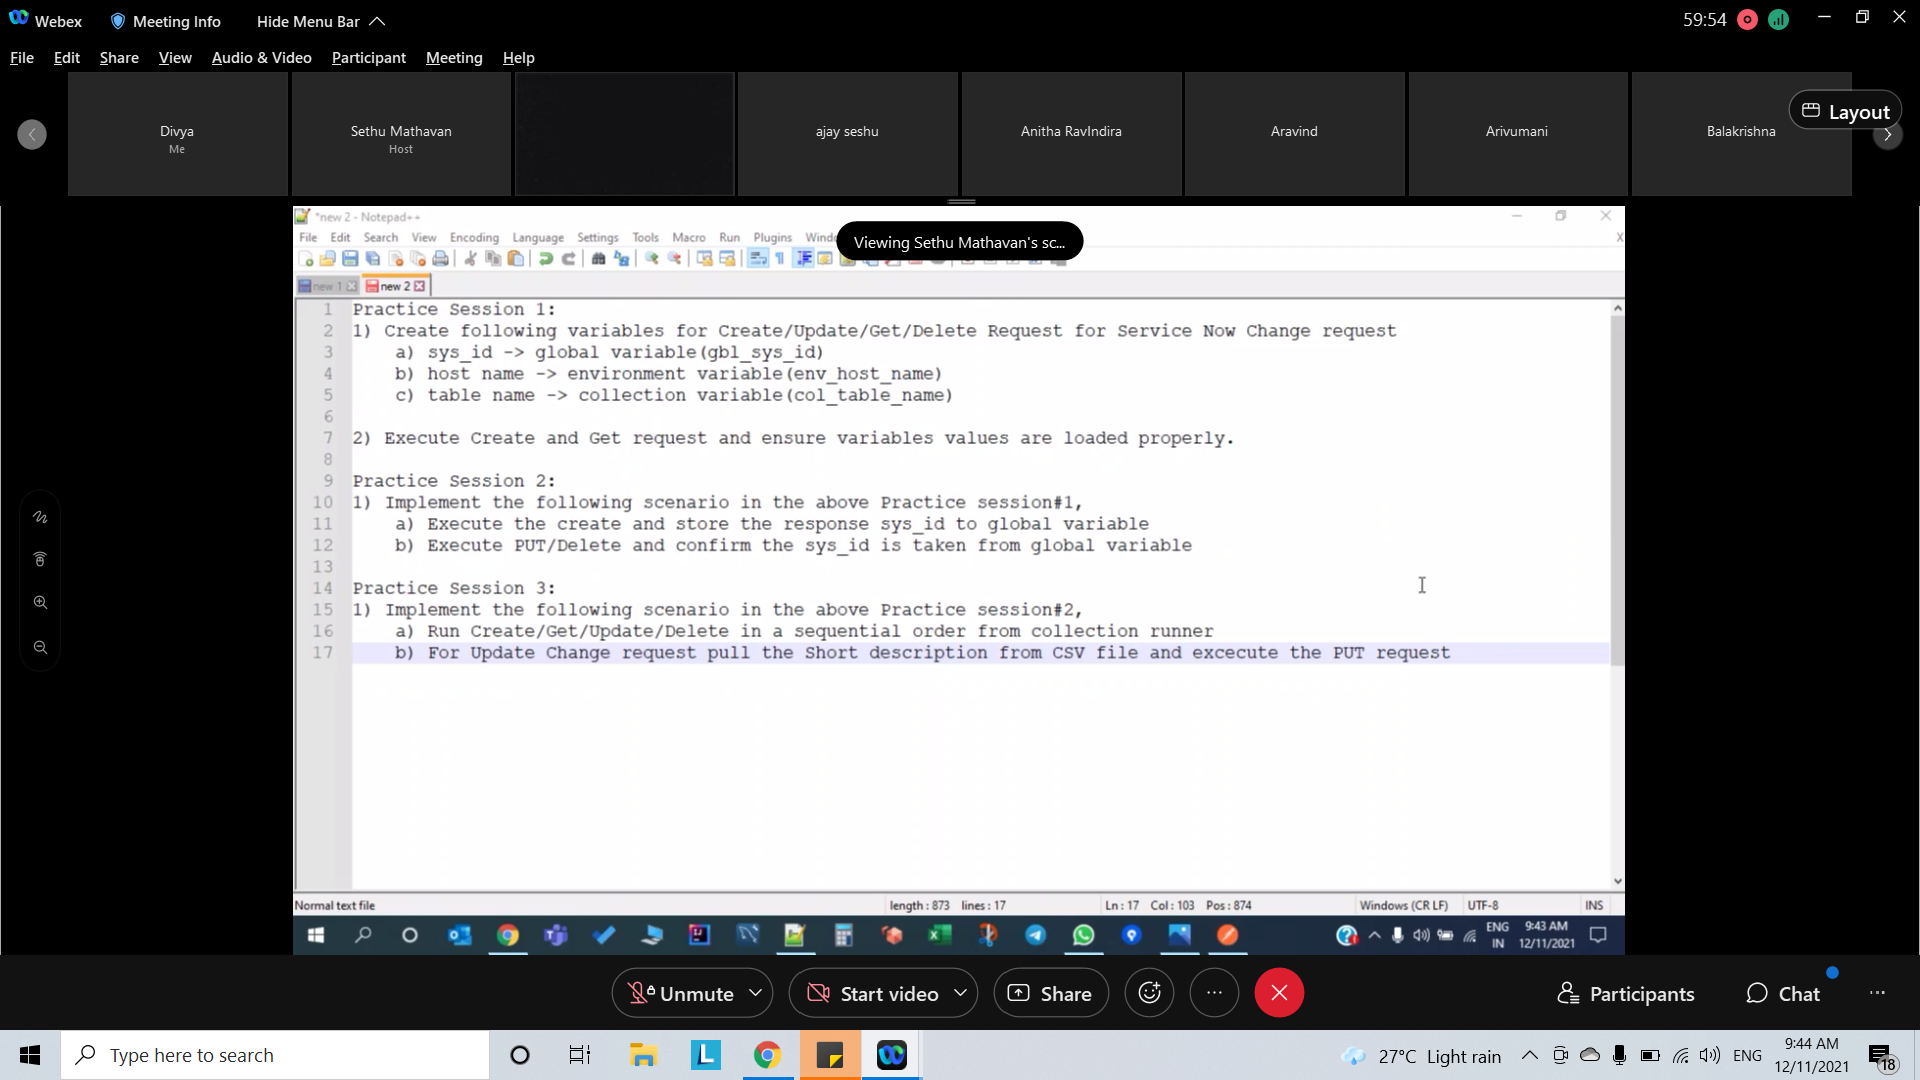 Webex Meeting Info Hide Menu Bar 59:54
File Edit Share View Audio & Video Participant Meeting Help
Layout
Divya
Me
Sethu Mathavan
Host
ajay seshu
Anitha RavIndira
Aravind
Arivumani
Balakrishna
*new 2 - Notepad++
Viewing Sethu Mathavan's sc...
File Edit Search View Encoding Language Settings Tools Macro Run Plugins X
new 1 new 2
1 Practice Session 1:
2 1) Create following variables for Create/Update/Get/Delete Request for Service Now Change request
3 a) sys_id -> global variable(gbl_sys_id)
4 b) host name -> environment variable(env_host_name)
5 c) table name -> collection variable(col_table_name)
6
7 2) Execute Create and Get request and ensure variables values are loaded properly.
8
9 Practice Session 2:
10 1) Implement the following scenario in the above Practice session#1,
11 a) Execute the create and store the response sys_id to global variable
12 b) Execute PUT/Delete and confirm the sys_id is taken from global variable
13
14 Practice Session 3:
15 1) Implement the following scenario in the above Practice session#2,
16 a) Run Create/Get/Update/Delete in a sequential order from collection runner
17 b) For Update Change request pull the Short description from CSV file and excecute the PUT request
Normal text file length : 873 lines : 17 Ln : 17 Col : 103 Pos : 874 Windows (CR LF) UTF-8 INS
ENG 9:43 AM
IN 12/11/2021
Unmute Start video Share Participants Chat
Type here to search 27°C Light rain ENG 9:44 AM
12/11/2021 18